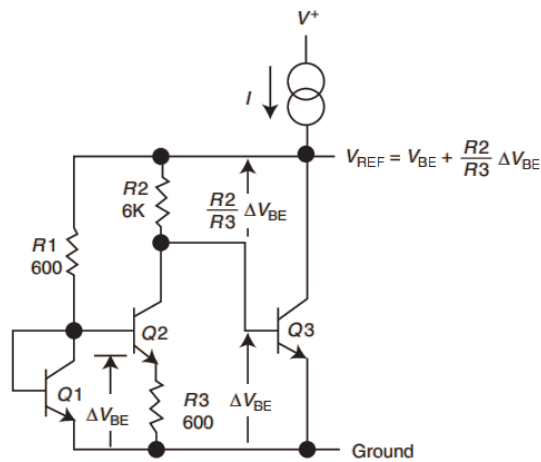 V+
I
VREF = VBE + R2/R3 ΔVBE
R2
6K
R2/R3 ΔVBE
R1
600
Q2
Q3
Q1
ΔVBE
R3
600
ΔVBE
Ground